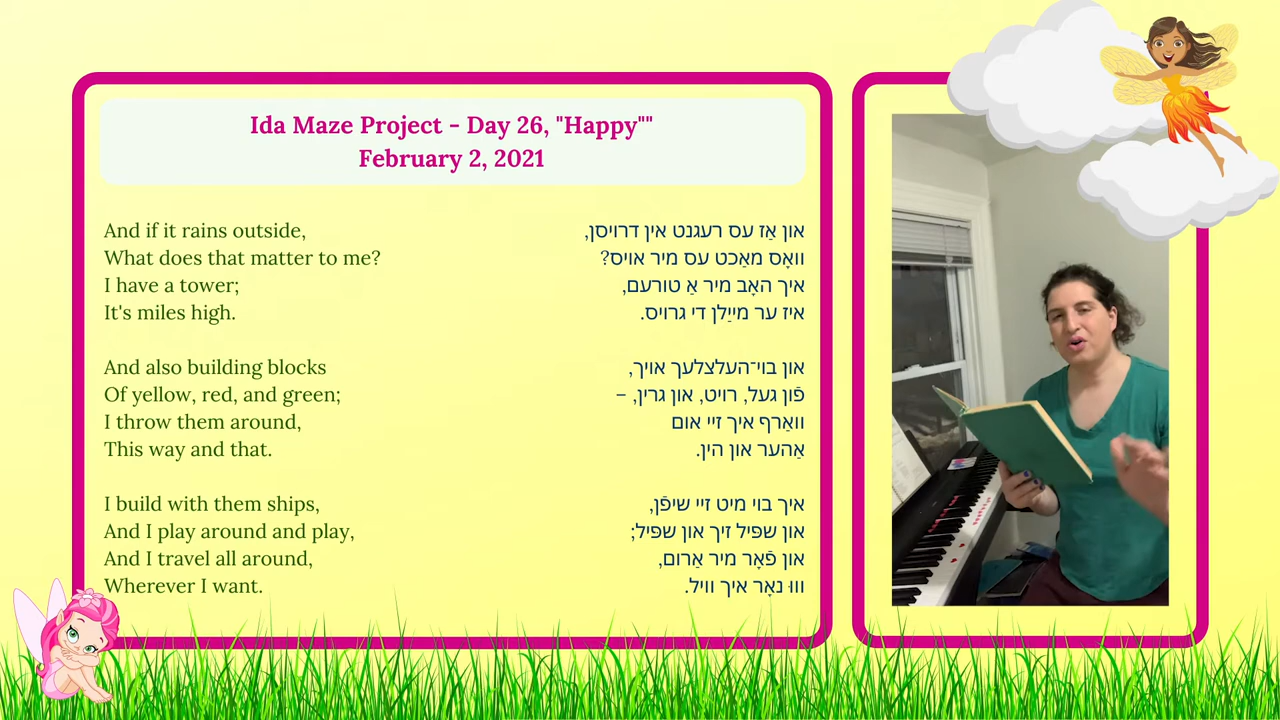 Ida Maze Project - Day 26, "Happy""
February 2, 2021
And if it rains outside,
What does that matter to me?
I have a tower;
It's miles high.
And also building blocks
Of yellow, red, and green;
I throw them around,
This way and that.
I build with them ships,
And I play around and play,
And I travel all around,
Wherever I want.
און אַז עס רעגנט אין דרויסן,
וואָס מאַכט עס מיר אויס?
איך האָב מיר אַ טורעם,
איז ער מײַלן די גרויס.
און בוי־העלצלעך אויך,
פֿון געל, רויט, און גרין, –
וואַרף איך זיי אום
אַהער און הין.
איך בוי מיט זיי שיפֿן,
און שפּיל זיך און שפּיל;
און פֿאָר מיר אַרום,
וווּ נאָר איך וויל.